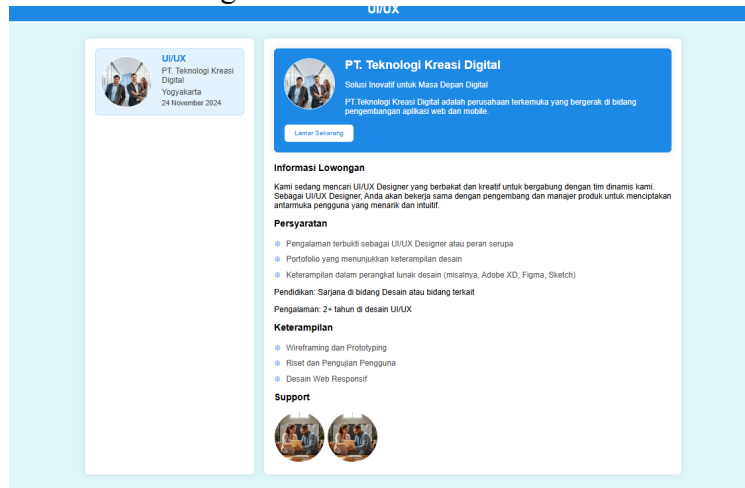 UI/UX
UI/UX
PT. Teknologi Kreasi
Digital
Yogyakarta
24 November 2024
PT. Teknologi Kreasi Digital
Solusi Inovatif untuk Masa Depan Digital
PT.Teknologi Kreasi Digital adalah perusahaan terkemuka yang bergerak di bidang
pengembangan aplikasi web dan mobile.
Lamar Sekarang
Informasi Lowongan
Kami sedang mencari UI/UX Designer yang berbakat dan kreatif untuk bergabung dengan tim dinamis kami.
Sebagai UI/UX Designer, Anda akan bekerja sama dengan pengembang dan manajer produk untuk menciptakan
antarmuka pengguna yang menarik dan intuitif.
Persyaratan
Pengalaman terbukti sebagai UI/UX Designer atau peran serupa
Portofolio yang menunjukkan keterampilan desain
Keterampilan dalam perangkat lunak desain (misalnya, Adobe XD, Figma, Sketch)
Pendidikan: Sarjana di bidang Desain atau bidang terkait
Pengalaman: 2+ tahun di desain UI/UX
Keterampilan
Wireframing dan Prototyping
Riset dan Pengujian Pengguna
Desain Web Responsif
Support